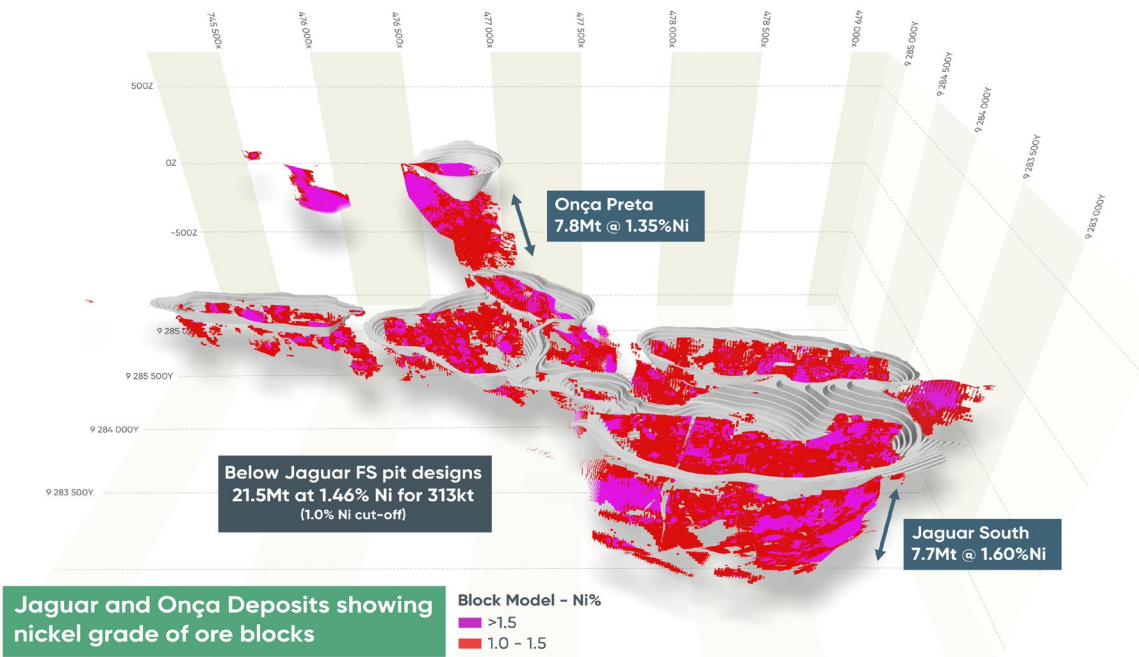 745 500x
476 000x
476 500x
477 000x
477 500x
478 000x
478 500x
479 000x
9 285 000Y
9 284 500Y
9 284 000Y
9 283 500Y
9 283 000Y
500Z
0Z
-500Z
Onça Preta
7.8Mt @ 1.35%Ni
9 285
9 285 500Y
9 284 000Y
9 283 500Y
Below Jaguar FS pit designs
21.5Mt at 1.46% Ni for 313kt
(1.0% Ni cut-off)
Jaguar South
7.7Mt @ 1.60%Ni
Jaguar and Onça Deposits showing
nickel grade of ore blocks
Block Model - Ni%
>1.5
1.0 - 1.5